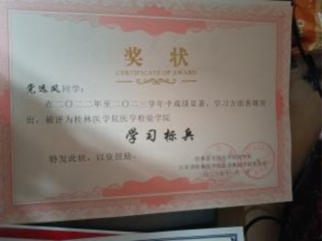 奖状
CERTIFICATE OF AWARD
同学：
在二〇二二年至二〇二三学年中成绩显著，学习方面表现突
出，被评为桂林医学院医学检验学院
学习标兵
特发此状，以资鼓励。